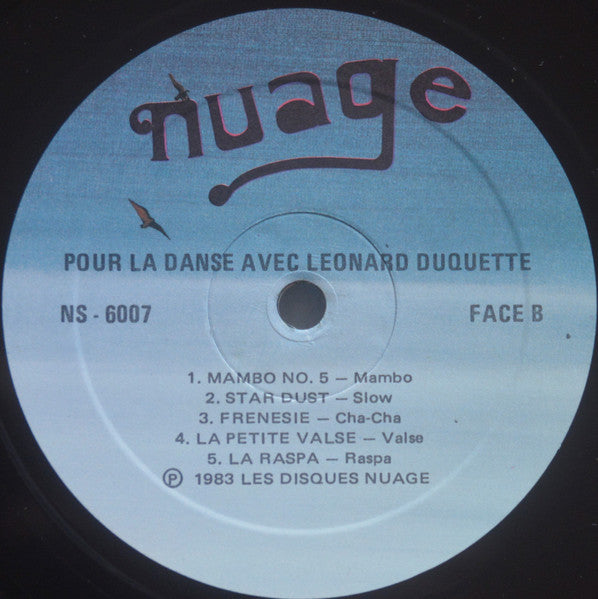 nuage
POUR LA DANSE AVEC LEONARD DUQUETTE
NS - 6007 FACE B
1. MAMBO NO. 5 — Mambo
2. STAR DUST — Slow
3. FRENESIE — Cha-Cha
4. LA PETITE VALSE — Valse
5. LA RASPA — Raspa
Ⓟ 1983 LES DISQUES NUAGE